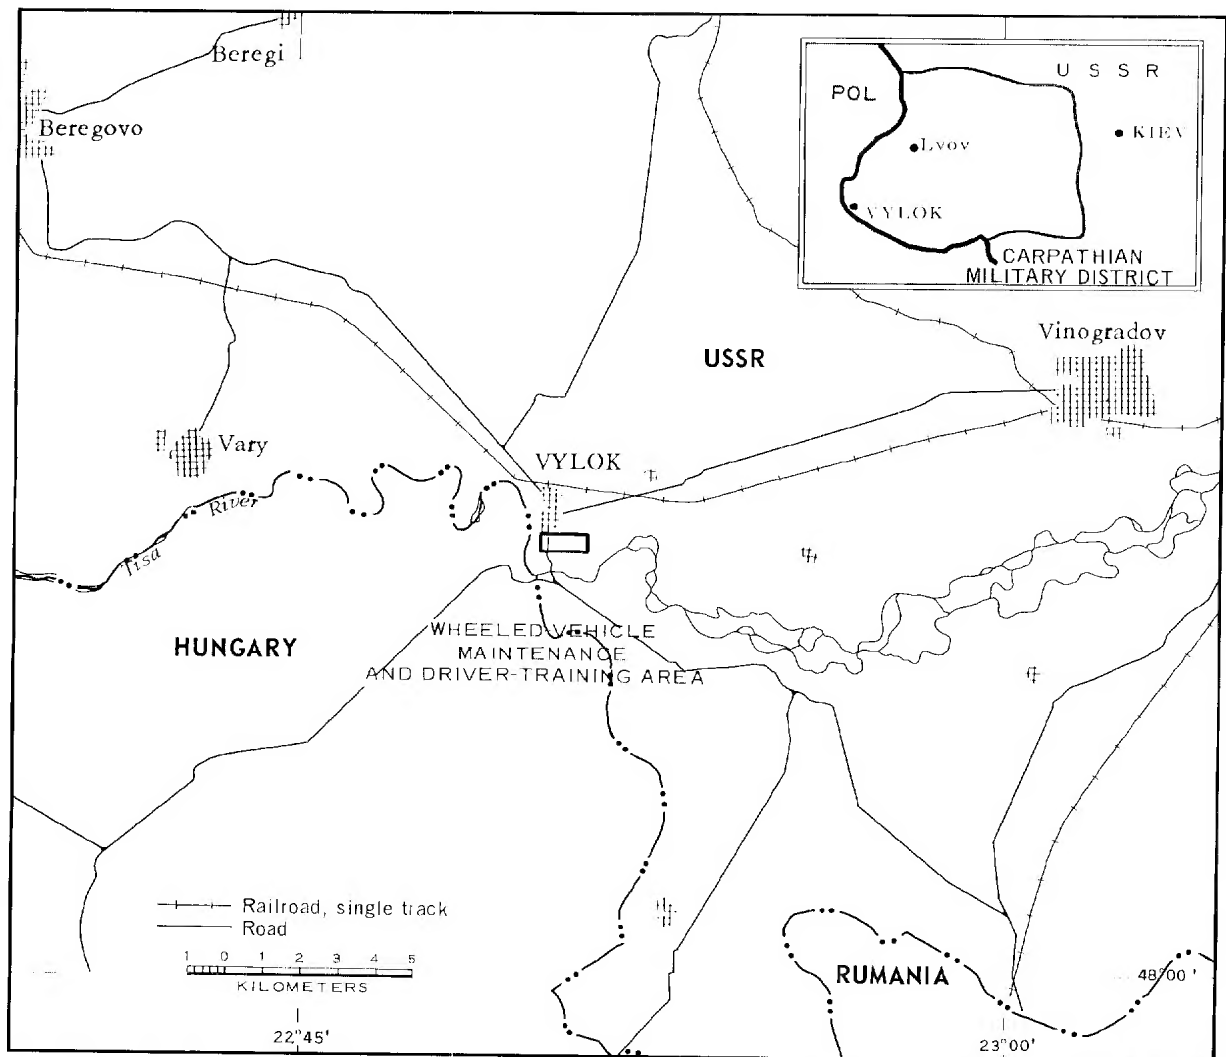 Beregi
Beregovo
U S S R
POL
KIEV
Lvov
VYLOK
CARPATHIAN
MILITARY DISTRICT
Vinogradov
USSR
Vary
VYLOK
Tisa River
HUNGARY
WHEELED-VEHICLE
MAINTENANCE
AND DRIVER-TRAINING AREA
Railroad, single track
Road
1 0 1 2 3 4 5
KILOMETERS
RUMANIA
48°00'
22°45'
23°00'